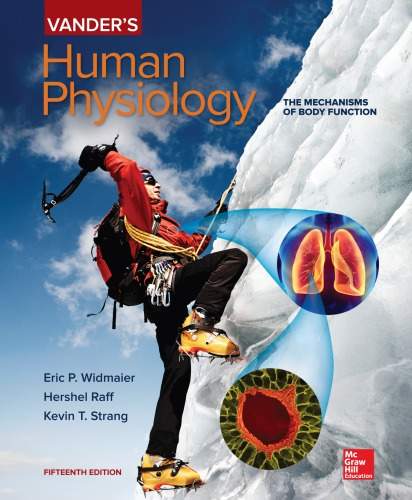 VANDER'S
Human
Physiology
THE MECHANISMS
OF BODY FUNCTION
Eric P. Widmaier
Hershel Raff
Kevin T. Strang
FIFTEENTH EDITION
Mc
Graw
Hill
Education